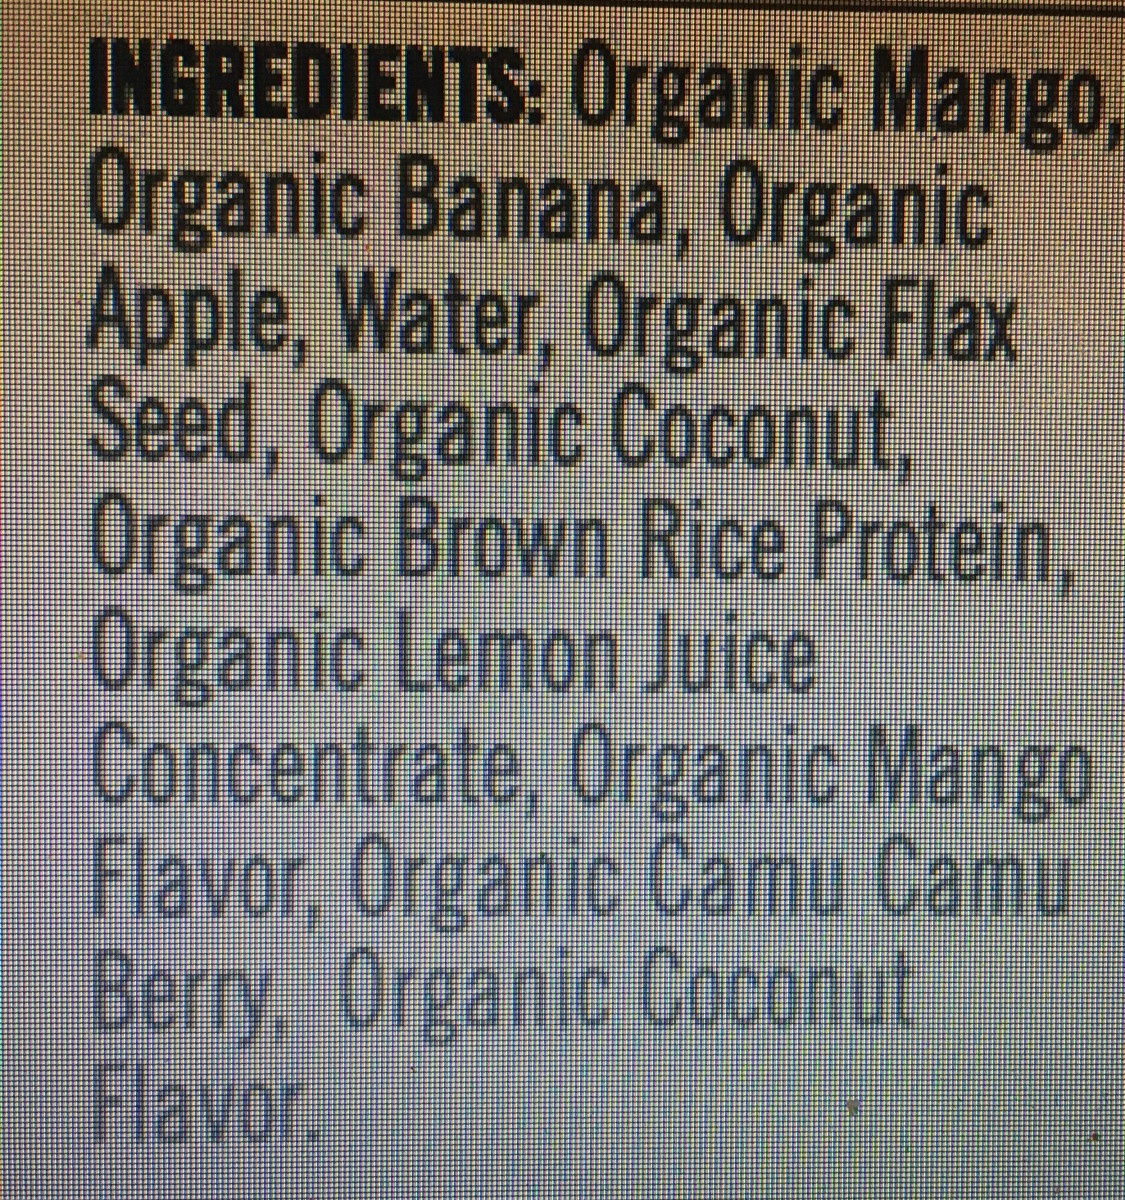 INGREDIENTS: Organic Mango,
Organic Banana, Organic
Apple, Water, Organic Flax
Seed, Organic Coconut,
Organic Brown Rice Protein,
Organic Lemon Juice
Concentrate, Organic Mango
Flavor, Organic Camu Camu
Berry, Organic Coconut
Flavor.